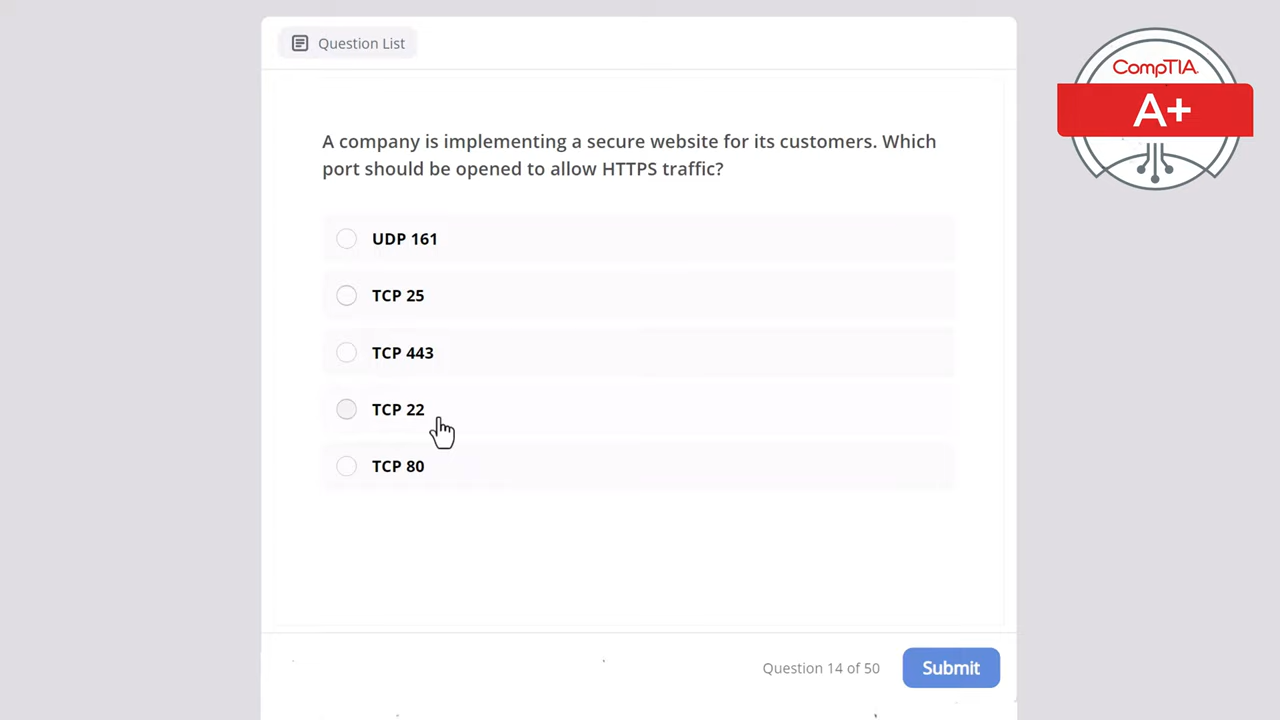 Question List
CompTIA
A+
A company is implementing a secure website for its customers. Which
port should be opened to allow HTTPS traffic?
UDP 161
TCP 25
TCP 443
TCP 22
TCP 80
Question 14 of 50
Submit